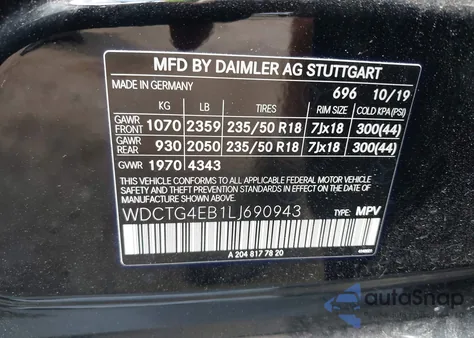 MFD BY DAIMLER AG STUTTGART
MADE IN GERMANY 696 10/19
KG LB TIRES RIM SIZE COLD KPA(PSI)
GAWR FRONT 1070 2359 235/50 R18 7Jx18 300(44)
GAWR REAR 930 2050 235/50 R18 7Jx18 300(44)
GVWR 1970 4343
THIS VEHICLE CONFORMS TO ALL APPLICABLE FEDERAL MOTOR VEHICLE
SAFETY STANDARDS IN EFFECT ON THE DATE OF
MANUFACTURE SHOWN ABOVE.
WDCTG4EB1LJ690943 TYPE: MPV
A 204 817 78 20
autoSnap